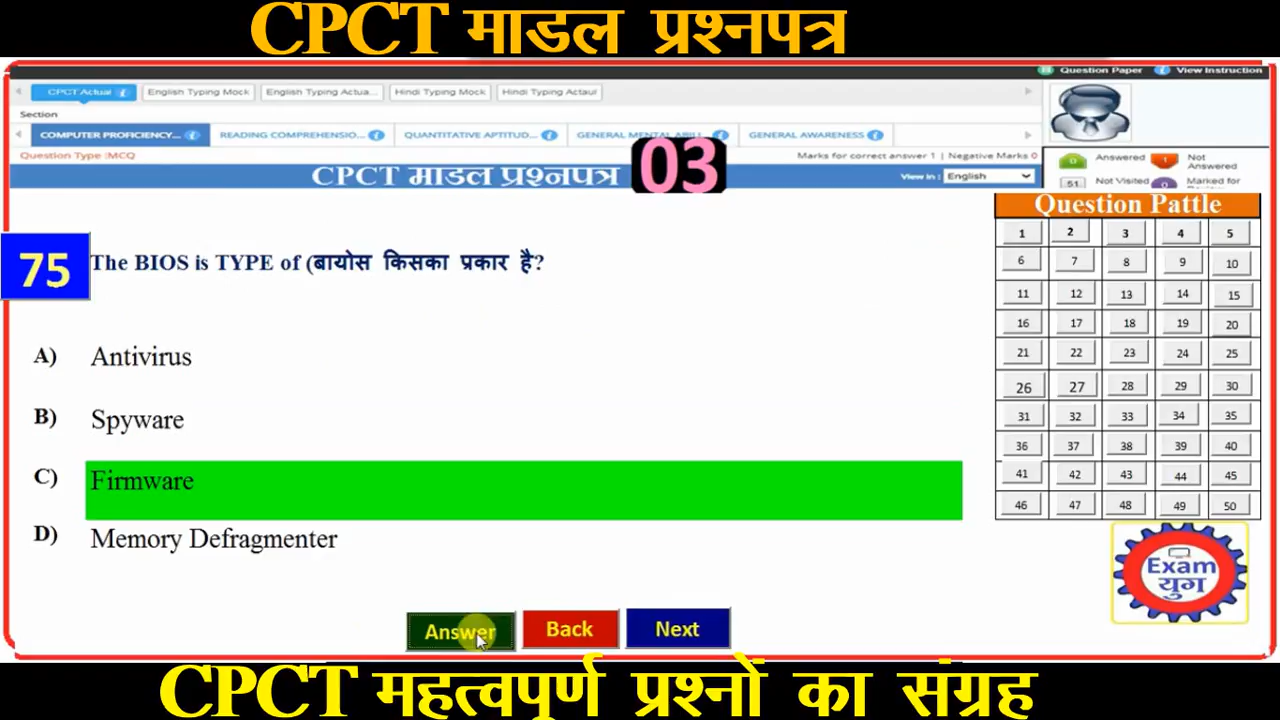 CPCT माडल प्रश्नपत्र
Question Paper View Instruction
CPCT Actual English Typing Mock English Typing Actua... Hindi Typing Mock Hindi Typing Actaul
Section
COMPUTER PROFICIENCY... READING COMPREHENSIO... QUANTITATIVE APTITUD... GENERAL MENTAL ABILI... GENERAL AWARENESS
Question Type :MCQ Marks for correct answer 1 | Negative Marks 0
CPCT माडल प्रश्नपत्र 03 View in : English
0 Answered 1 Not Answered
51 Not Visited 0 Marked for
Question Pattle
1 2 3 4 5
75 The BIOS is TYPE of (बायोस किसका प्रकार है?
6 7 8 9 10
11 12 13 14 15
16 17 18 19 20
A) Antivirus
21 22 23 24 25
26 27 28 29 30
B) Spyware
31 32 33 34 35
36 37 38 39 40
C) Firmware
41 42 43 44 45
46 47 48 49 50
D) Memory Defragmenter
Exam
युग
Answer Back Next
CPCT महत्वपूर्ण प्रश्नों का संग्रह